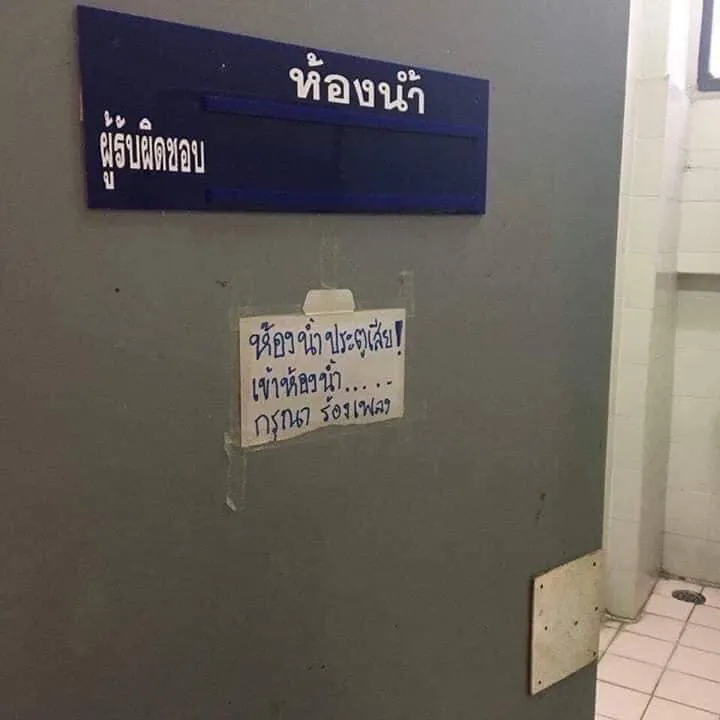 ห้องน้ำ
ผู้รับผิดชอบ
ห้องน้ำประตูเสีย!
เข้าห้องน้ำ.....
กรุณา ร้องเพลง